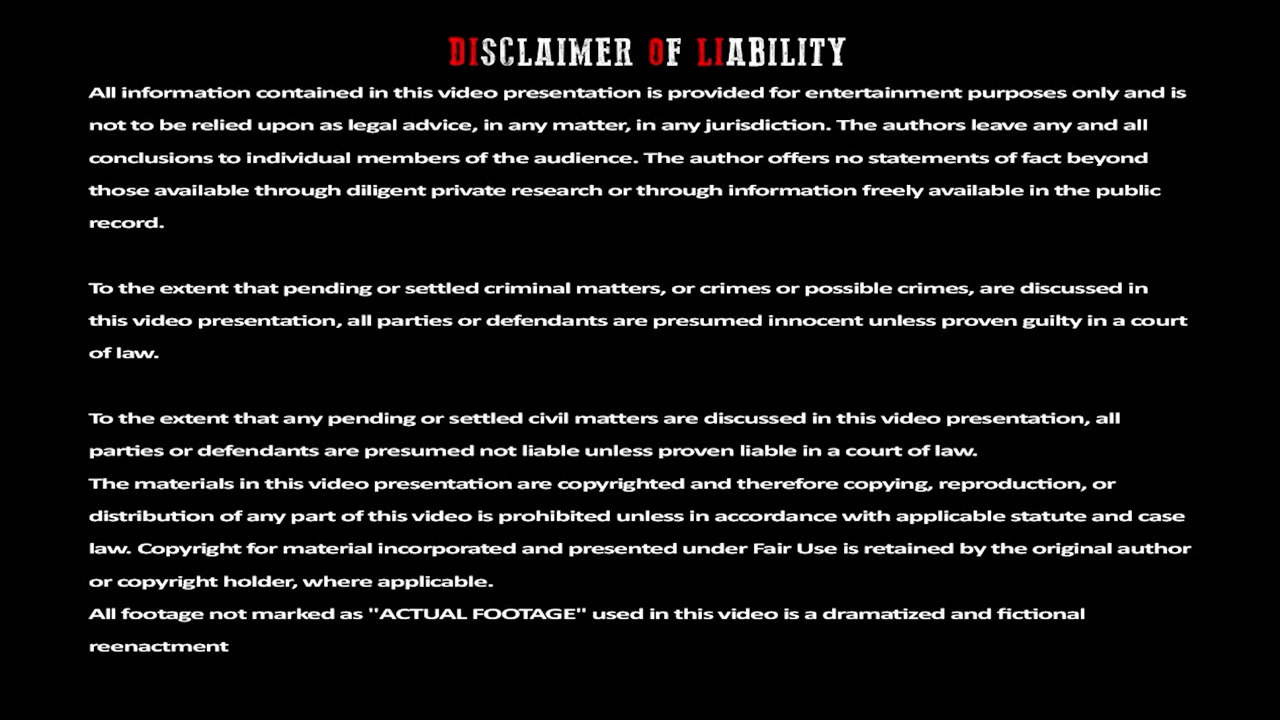 DISCLAIMER OF LIABILITY
All information contained in this video presentation is provided for entertainment purposes only and is
not to be relied upon as legal advice, in any matter, in any jurisdiction. The authors leave any and all
conclusions to individual members of the audience. The author offers no statements of fact beyond
those available through diligent private research or through information freely available in the public
record.
To the extent that pending or settled criminal matters, or crimes or possible crimes, are discussed in
this video presentation, all parties or defendants are presumed innocent unless proven guilty in a court
of law.
To the extent that any pending or settled civil matters are discussed in this video presentation, all
parties or defendants are presumed not liable unless proven liable in a court of law.
The materials in this video presentation are copyrighted and therefore copying, reproduction, or
distribution of any part of this video is prohibited unless in accordance with applicable statute and case
law. Copyright for material incorporated and presented under Fair Use is retained by the original author
or copyright holder, where applicable.
All footage not marked as "ACTUAL FOOTAGE" used in this video is a dramatized and fictional
reenactment